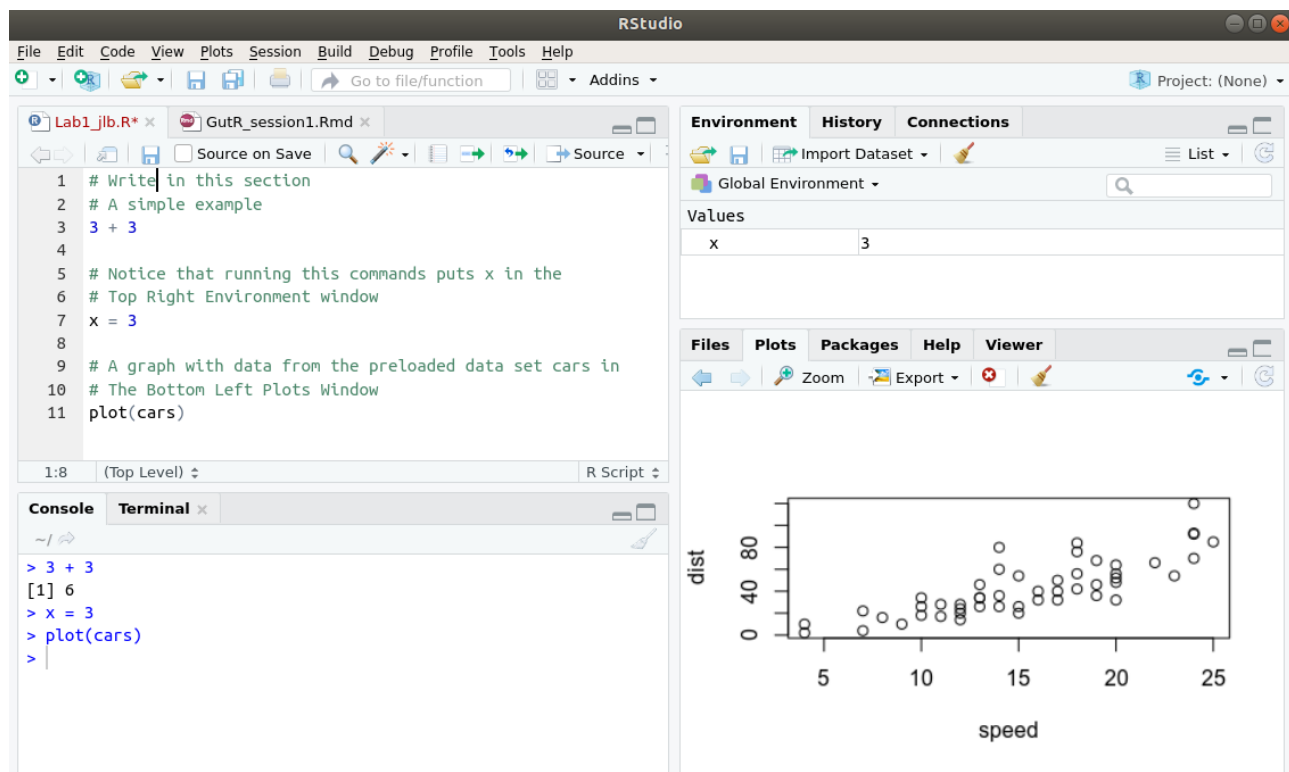 RStudio
File Edit Code View Plots Session Build Debug Profile Tools Help
Go to file/function Addins Project: (None)
Lab1_jlb.R* GutR_session1.Rmd
Source on Save Source
1 # Write in this section
2 # A simple example
3 3 + 3
4
5 # Notice that running this commands puts x in the
6 # Top Right Environment window
7 x = 3
8
9 # A graph with data from the preloaded data set cars in
10 # The Bottom Left Plots WIndow
11 plot(cars)
1:8 (Top Level) R Script
Console Terminal
~/
> 3 + 3
[1] 6
> x = 3
> plot(cars)
>
Environment History Connections
Import Dataset List
Global Environment
Values
x 3
Files Plots Packages Help Viewer
Zoom Export
dist
80
40
0
5 10 15 20 25
speed